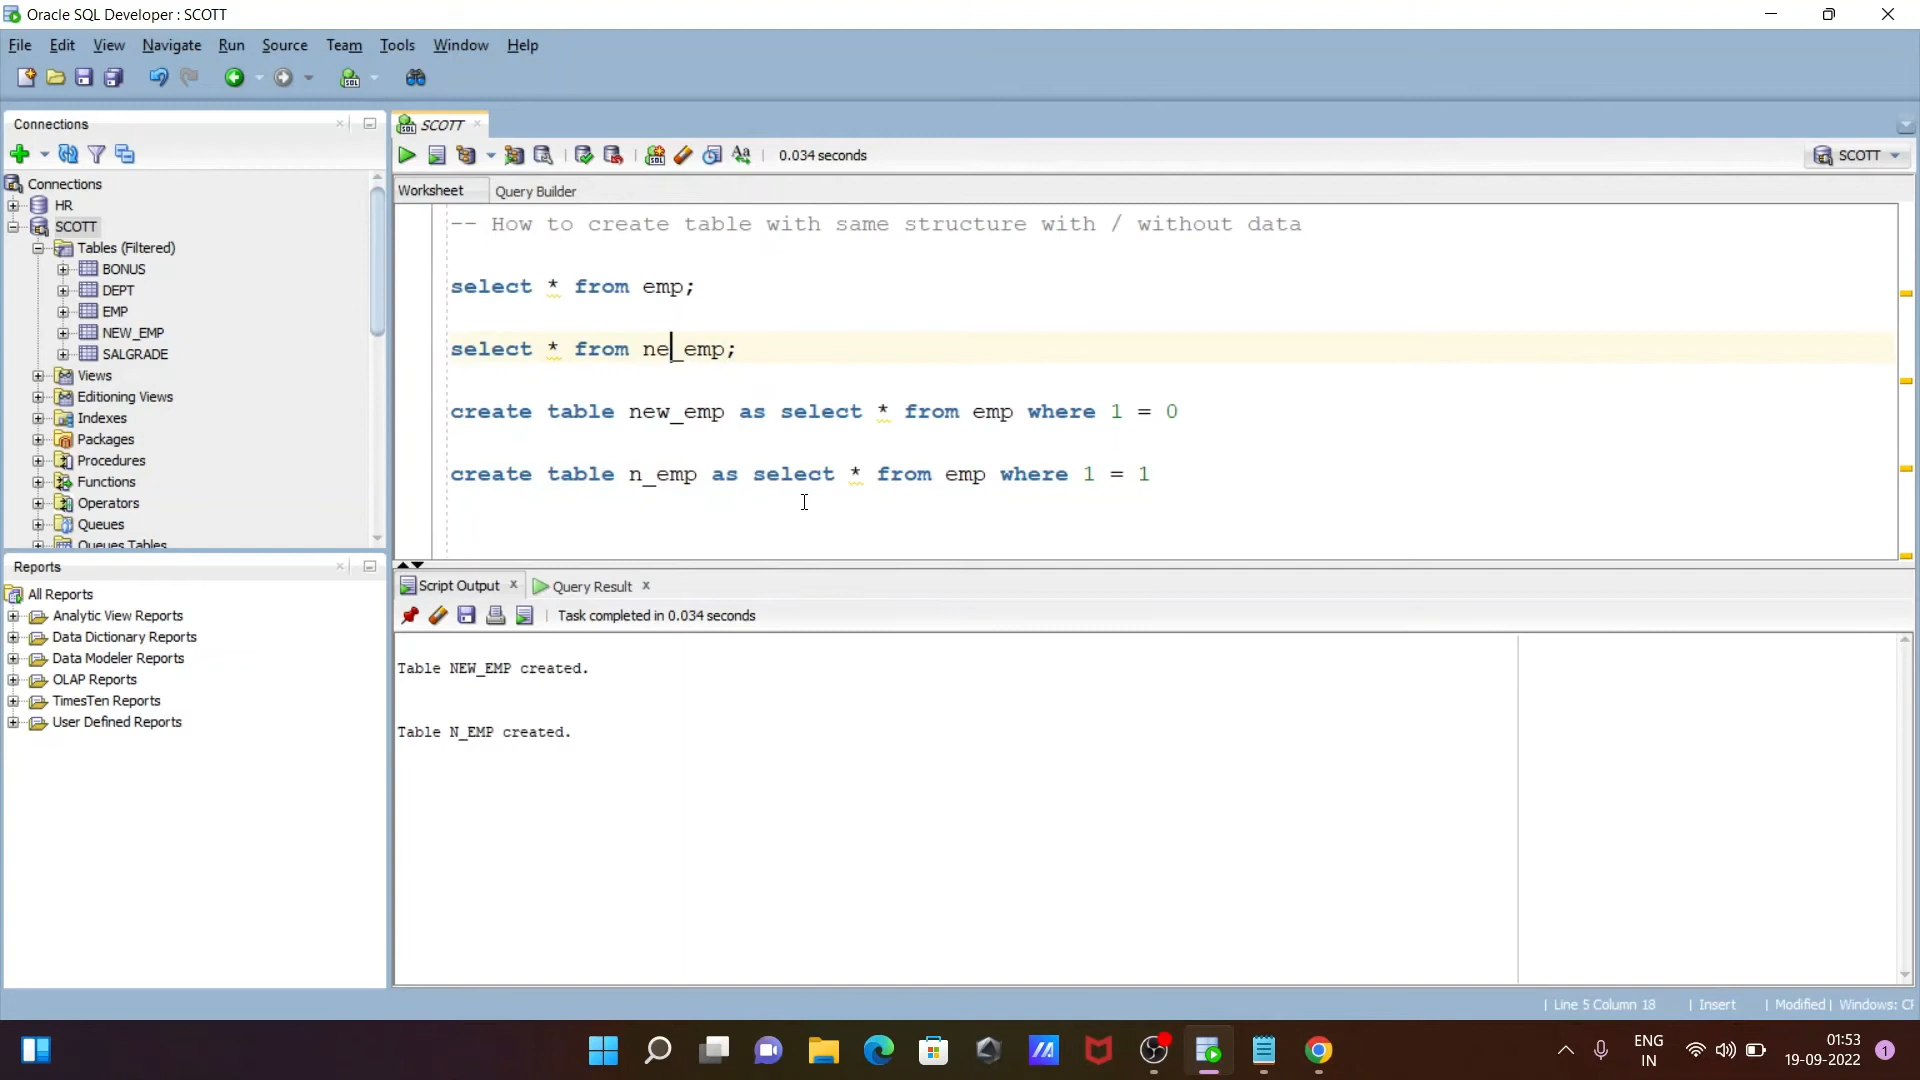 Oracle SQL Developer : SCOTT
File Edit View Navigate Run Source Team Tools Window Help
Connections
SCOTT
0.034 seconds
SCOTT
Worksheet Query Builder
Connections
HR
SCOTT
Tables (Filtered)
BONUS
DEPT
EMP
NEW_EMP
SALGRADE
Views
Editioning Views
Indexes
Packages
Procedures
Functions
Operators
Queues
Queues Tables
-- How to create table with same structure with / without data
select * from emp;
select * from ne_emp;
create table new_emp as select * from emp where 1 = 0
create table n_emp as select * from emp where 1 = 1
Reports
All Reports
Analytic View Reports
Data Dictionary Reports
Data Modeler Reports
OLAP Reports
TimesTen Reports
User Defined Reports
Script Output Query Result
Task completed in 0.034 seconds
Table NEW_EMP created.
Table N_EMP created.
Line 5 Column 18 Insert Modified Windows: C
ENG
IN
01:53
19-09-2022
1